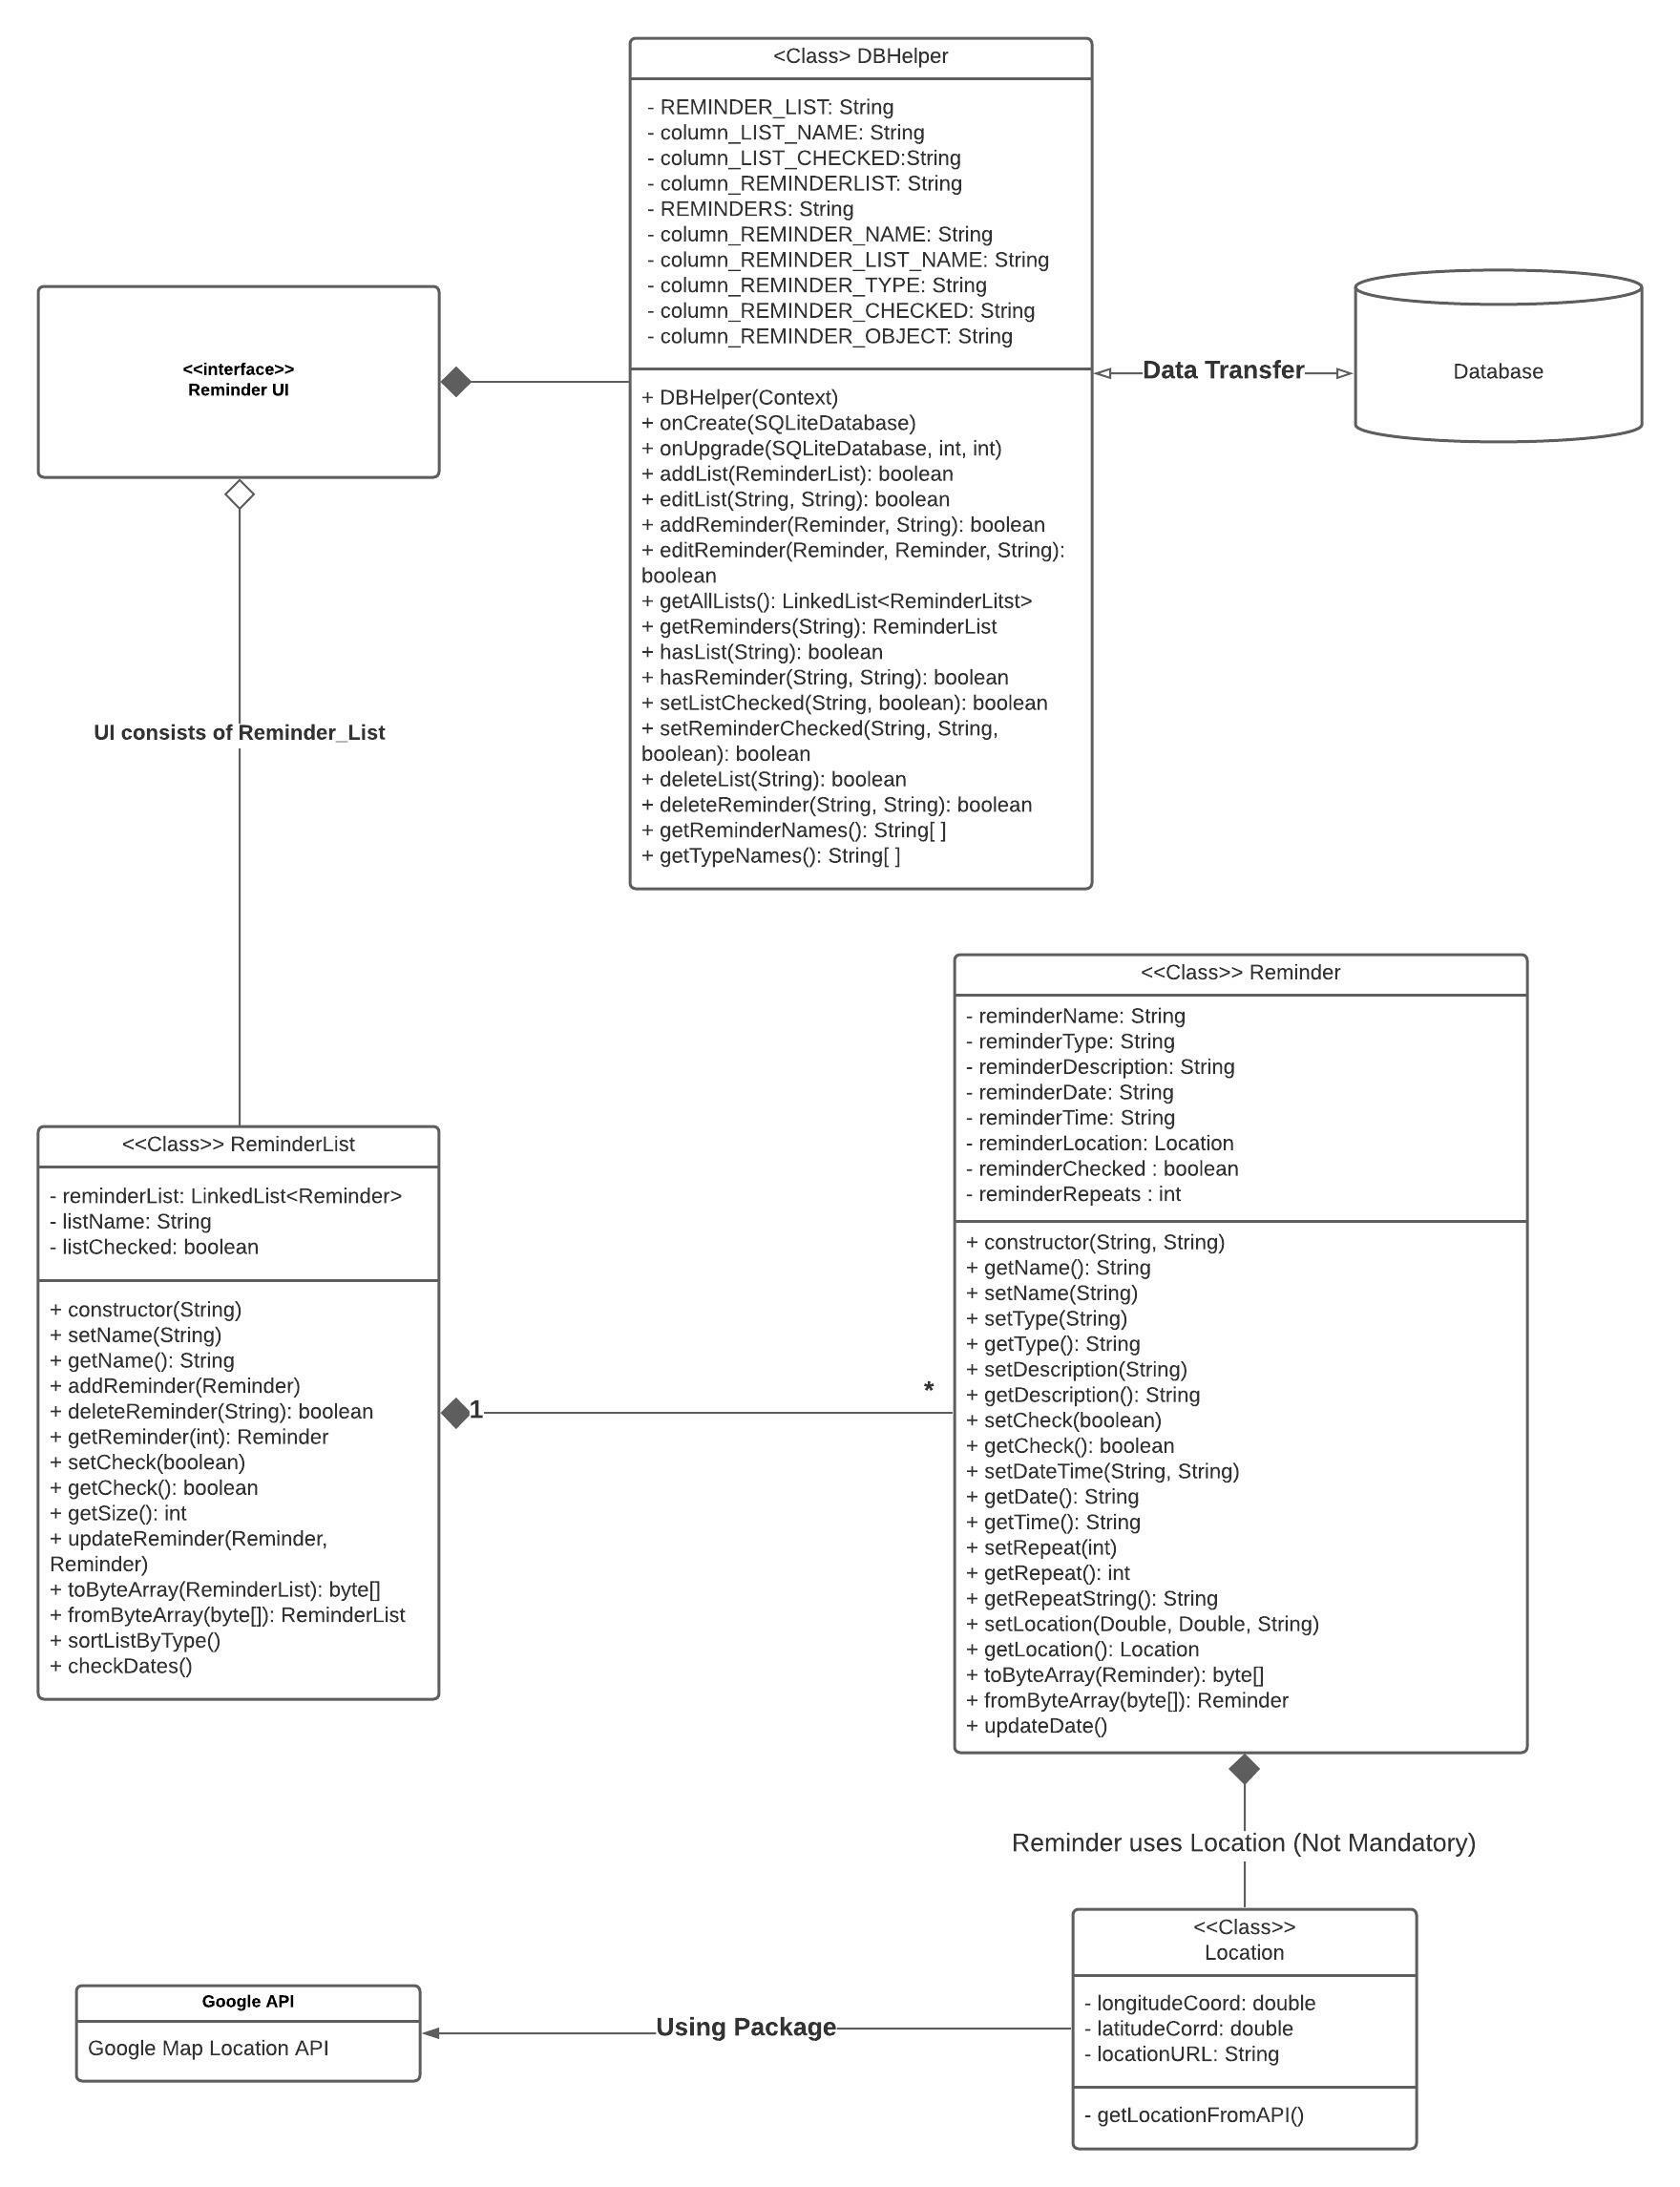 <Class> DBHelper
- REMINDER_LIST: String
- column_LIST_NAME: String
- column_LIST_CHECKED:String
- column_REMINDERLIST: String
- REMINDERS: String
- column_REMINDER_NAME: String
- column_REMINDER_LIST_NAME: String
- column_REMINDER_TYPE: String
- column_REMINDER_CHECKED: String
- column_REMINDER_OBJECT: String
+ DBHelper(Context)
+ onCreate(SQLiteDatabase)
+ onUpgrade(SQLiteDatabase, int, int)
+ addList(ReminderList): boolean
+ editList(String, String): boolean
+ addReminder(Reminder, String): boolean
+ editReminder(Reminder, Reminder, String):
boolean
+ getAllLists(): LinkedList<ReminderLitst>
+ getReminders(String): ReminderList
+ hasList(String): boolean
+ hasReminder(String, String): boolean
+ setListChecked(String, boolean): boolean
+ setReminderChecked(String, String,
boolean): boolean
+ deleteList(String): boolean
+ deleteReminder(String, String): boolean
+ getReminderNames(): String[ ]
+ getTypeNames(): String[ ]
<<interface>>
Reminder UI
Data Transfer
Database
UI consists of Reminder_List
<<Class>> ReminderList
- reminderList: LinkedList<Reminder>
- listName: String
- listChecked: boolean
+ constructor(String)
+ setName(String)
+ getName(): String
+ addReminder(Reminder)
+ deleteReminder(String): boolean
+ getReminder(int): Reminder
+ setCheck(boolean)
+ getCheck(): boolean
+ getSize(): int
+ updateReminder(Reminder,
Reminder)
+ toByteArray(ReminderList): byte[]
+ fromByteArray(byte[]): ReminderList
+ sortListByType()
+ checkDates()
1
*
<<Class>> Reminder
- reminderName: String
- reminderType: String
- reminderDescription: String
- reminderDate: String
- reminderTime: String
- reminderLocation: Location
- reminderChecked : boolean
- reminderRepeats : int
+ constructor(String, String)
+ getName(): String
+ setName(String)
+ setType(String)
+ getType(): String
+ setDescription(String)
+ getDescription(): String
+ setCheck(boolean)
+ getCheck(): boolean
+ setDateTime(String, String)
+ getDate(): String
+ getTime(): String
+ setRepeat(int)
+ getRepeat(): int
+ getRepeatString(): String
+ setLocation(Double, Double, String)
+ getLocation(): Location
+ toByteArray(Reminder): byte[]
+ fromByteArray(byte[]): Reminder
+ updateDate()
Reminder uses Location (Not Mandatory)
<<Class>>
Location
- longitudeCoord: double
- latitudeCorrd: double
- locationURL: String
- getLocationFromAPI()
Using Package
Google API
Google Map Location API